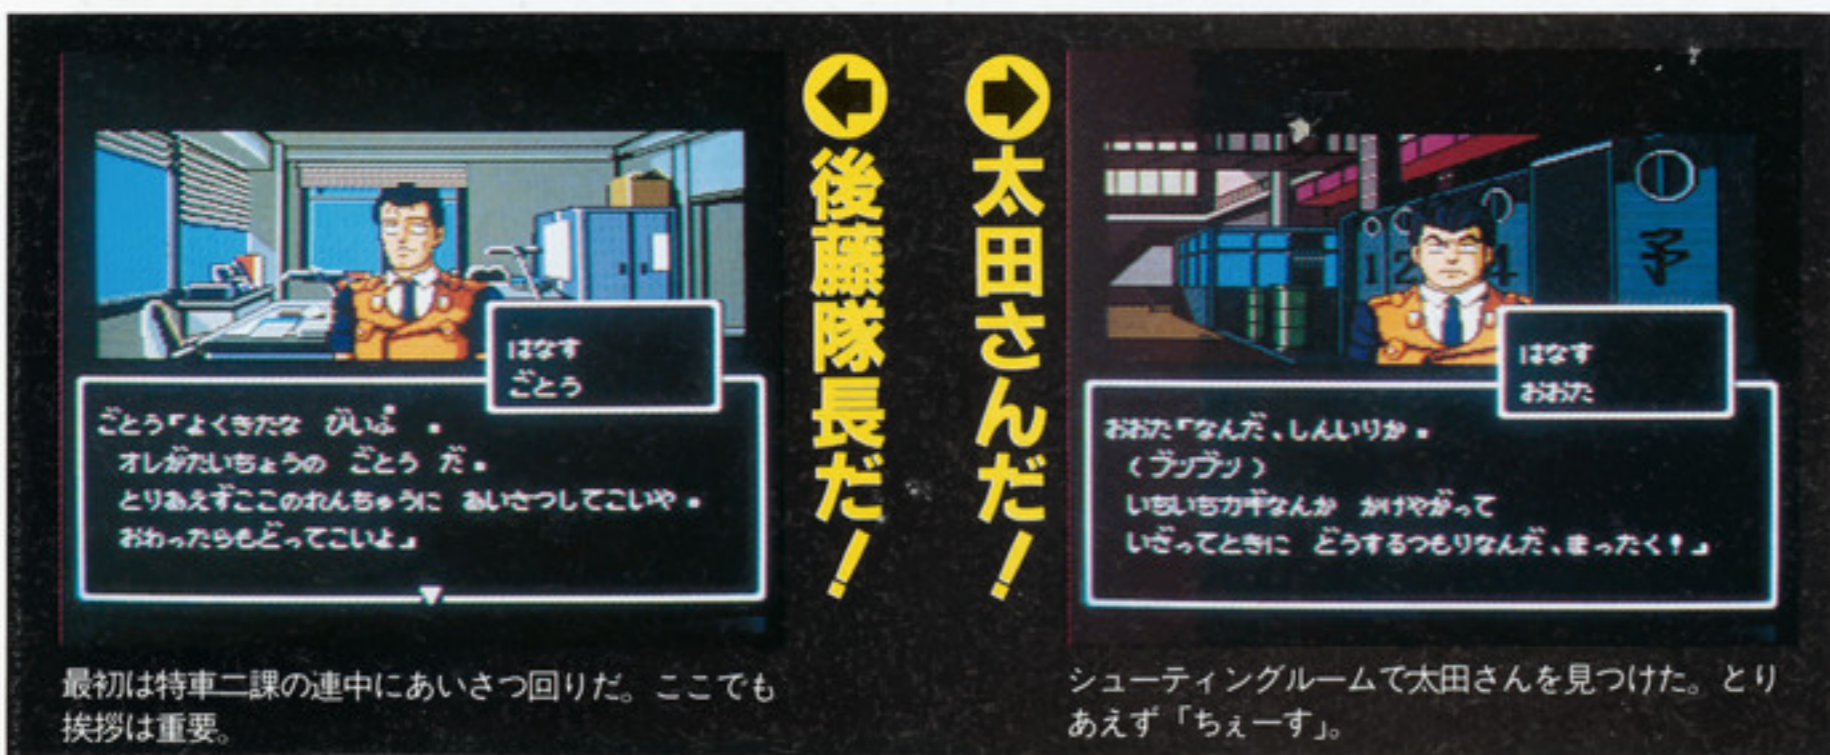 後藤隊長だ!
はなす
ごとう
ごとう「よくきたな びいぷ 。
オレがたいちょうの ごとう だ。
とりあえずここのれんちゅうに あいさつしてこいや。
おわったらもどってこいよ」
最初は特車二課の連中にあいさつ回りだ。ここでも
挨拶は重要。
太田さんだ!
1 2 4
予
はなす
おおた
おおた「なんだ、しんいりか。
(ブツブツ)
いちいちカギなんか かけやがって
いざってときに どうするつもりなんだ、まったく!」
シューティングルームで太田さんを見つけた。とり
あえず「ちぇーす」。